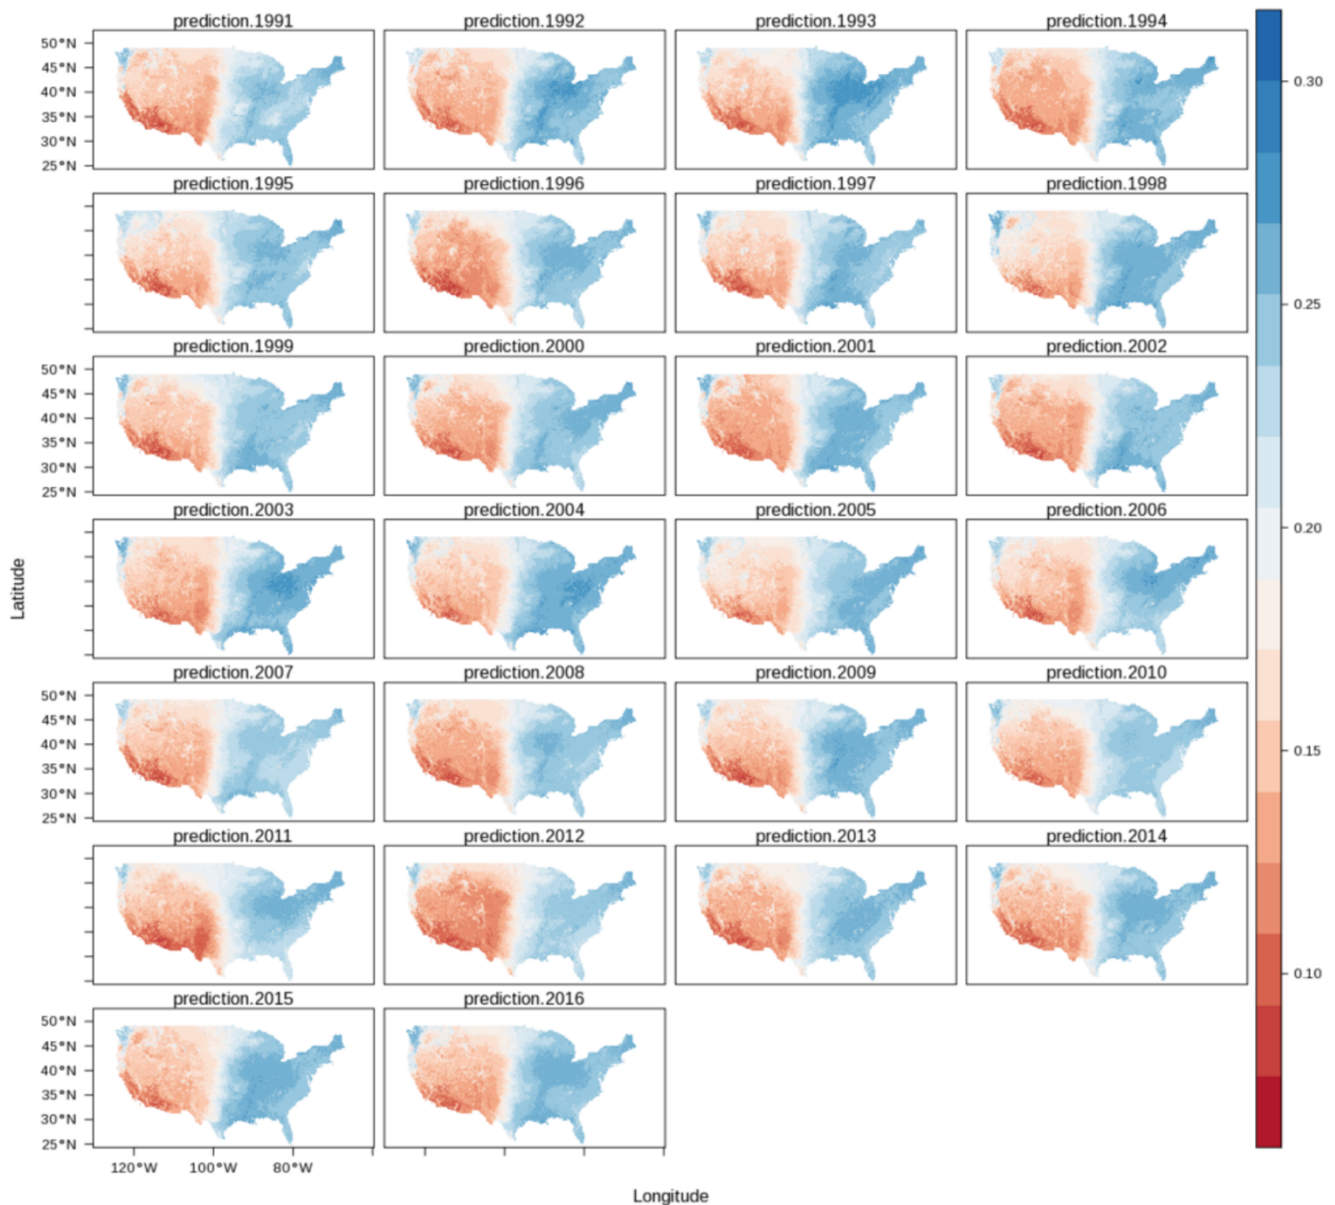 prediction.1991 prediction.1992 prediction.1993 prediction.1994
50°N
45°N
40°N
35°N
30°N
25°N
0.30
prediction.1995 prediction.1996 prediction.1997 prediction.1998
0.25
prediction.1999 prediction.2000 prediction.2001 prediction.2002
50°N
45°N
40°N
35°N
30°N
25°N
prediction.2003 prediction.2004 prediction.2005 prediction.2006
0.20
Latitude
prediction.2007 prediction.2008 prediction.2009 prediction.2010
50°N
45°N
40°N
35°N
30°N
25°N
0.15
prediction.2011 prediction.2012 prediction.2013 prediction.2014
0.10
prediction.2015 prediction.2016
50°N
45°N
40°N
35°N
30°N
25°N
120°W 100°W 80°W
Longitude